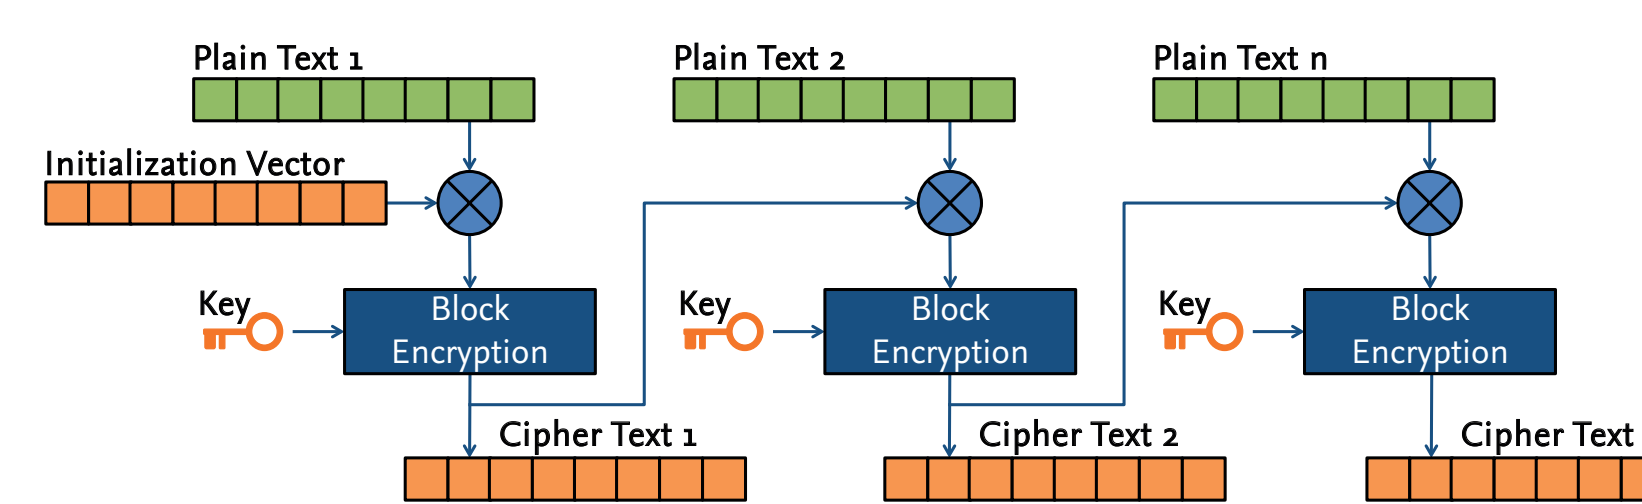 Plain Text 1
Plain Text 2
Plain Text n
Initialization Vector
Key
Block
Encryption
Key
Block
Encryption
Key
Block
Encryption
Cipher Text 1
Cipher Text 2
Cipher Text